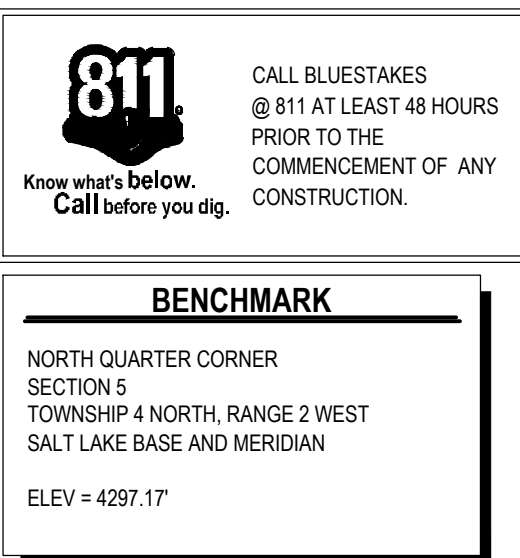 811
Know what's below.
Call before you dig.
CALL BLUESTAKES
@ 811 AT LEAST 48 HOURS
PRIOR TO THE
COMMENCEMENT OF ANY
CONSTRUCTION.
BENCHMARK
NORTH QUARTER CORNER
SECTION 5
TOWNSHIP 4 NORTH, RANGE 2 WEST
SALT LAKE BASE AND MERIDIAN
ELEV = 4297.17'